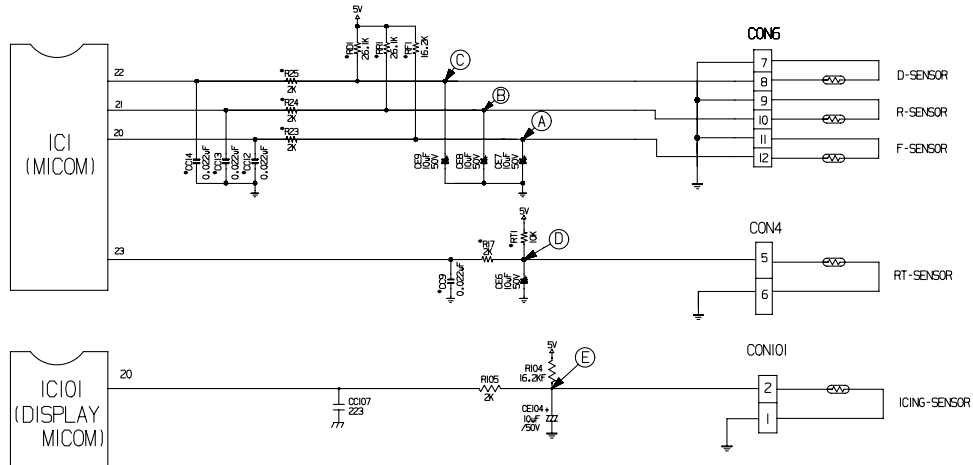 5V
*RD1
26.1K
*RR1
26.1K
*RF1
16.2K
CON6
C
22
*R25
2K
7
8
D-SENSOR
21
*R24
2K
B
9
10
R-SENSOR
20
*R23
2K
A
11
12
F-SENSOR
IC1
(MICOM)
*CC14
0.022uF
*CC13
0.022uF
*CC12
0.022uF
CE9
10uF
50V
CE8
10uF
50V
CE7
10uF
50V
5V
*RT1
10K
CON4
23
*R17
2K
D
5
6
RT-SENSOR
*CC9
0.022uF
CE6
10uF
50V
5V
R104
16.2KF
E
CON101
IC101
(DISPLAY
MICOM)
20
R105
2K
2
1
ICING-SENSOR
CC107
223
CE104
+
10uF
/50V